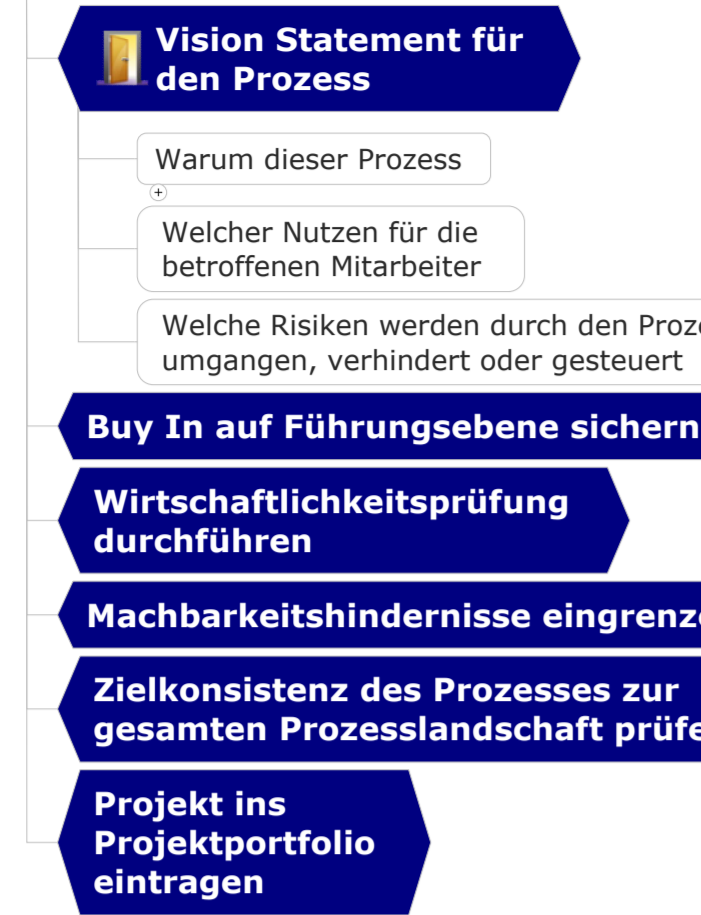 Vision Statement für
den Prozess
Warum dieser Prozess
Welcher Nutzen für die
betroffenen Mitarbeiter
Welche Risiken werden durch den
umgangen, verhindert oder gesteuert
Buy In auf Führungsebene sichern
Wirtschaftlichkeitsprüfung
durchführen
Machbarkeitshindernisse
Zielkonsistenz des Prozesses zur
gesamten Prozesslandschaft
Projekt ins
Projektportfolio
eintragen